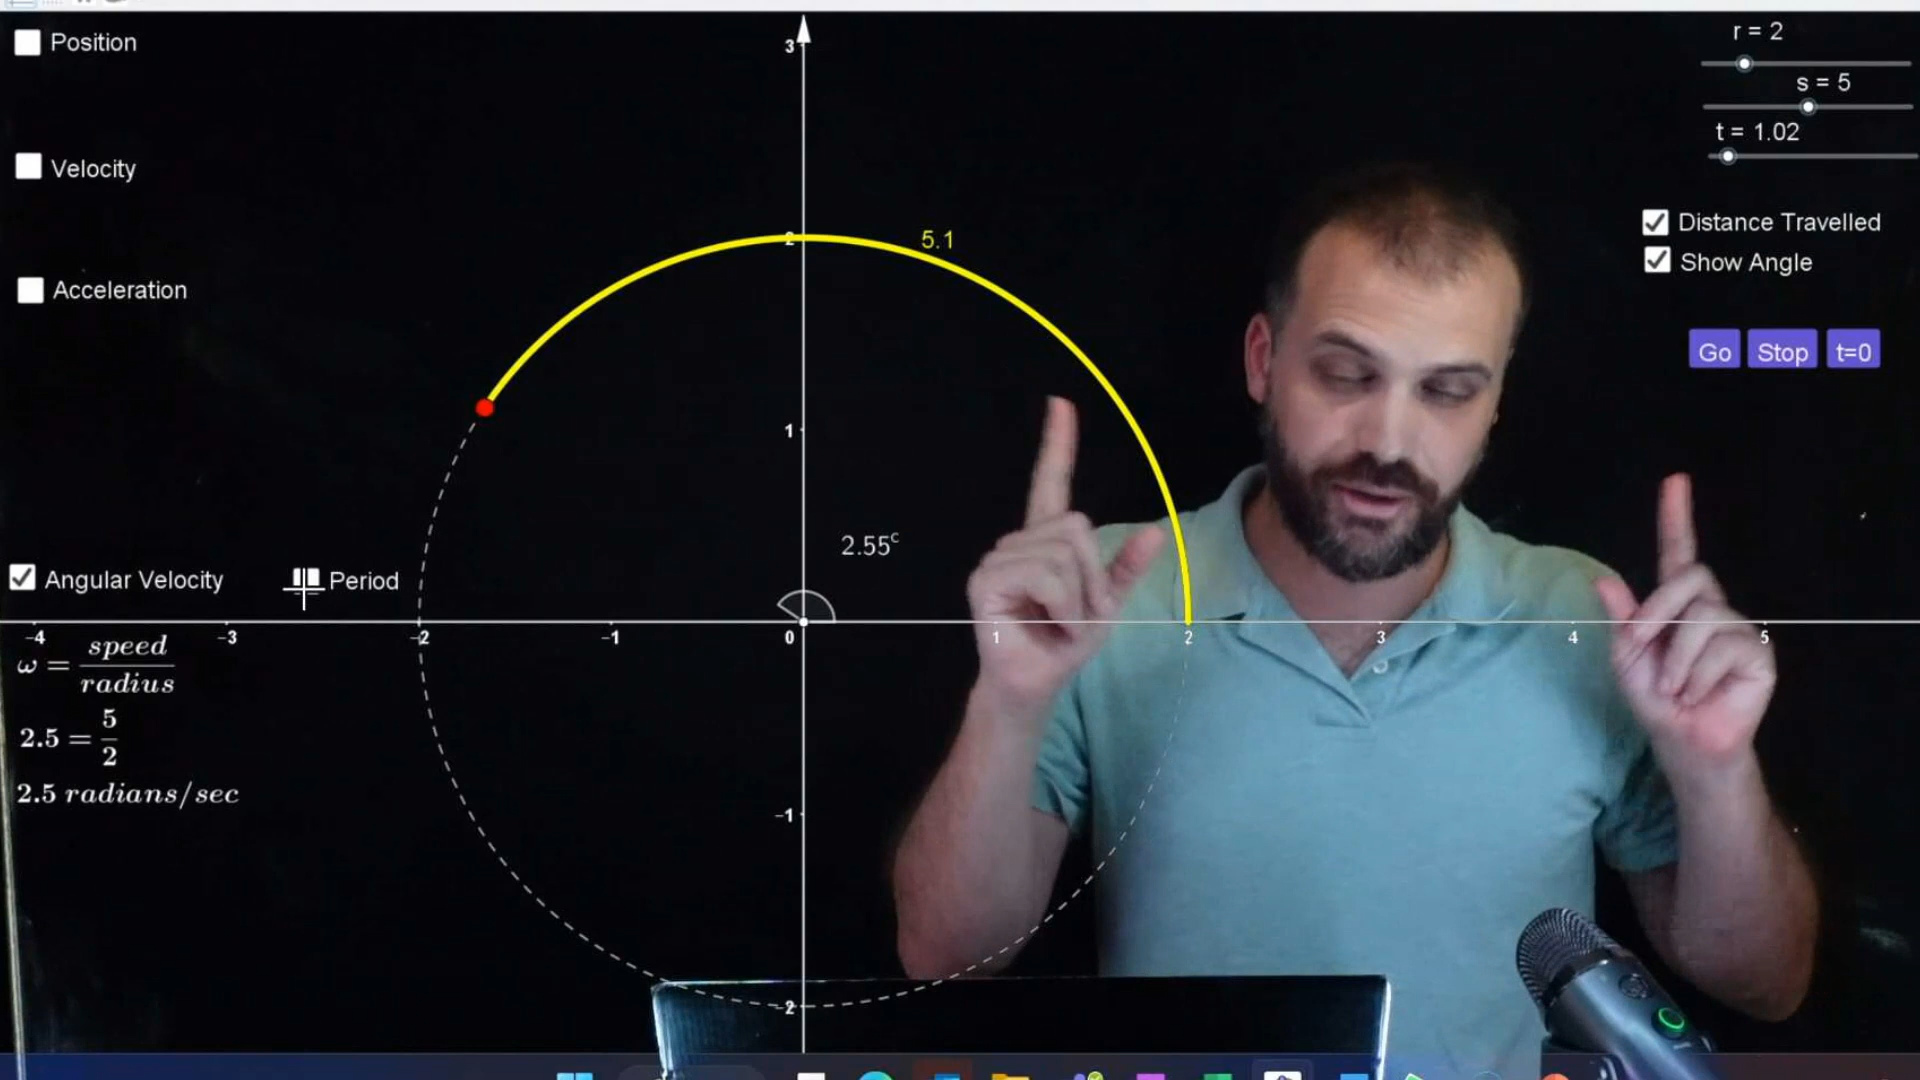 Position
Velocity
Acceleration
Angular Velocity
Period
ω = speed / radius
2.5 = 5 / 2
2.5 radians/sec
3
2
1
-1
-2
-4 -3 -2 -1 0 1 2 3 4 5
5.1
2.55ᶜ
r = 2
s = 5
t = 1.02
Distance Travelled
Show Angle
Go Stop t=0